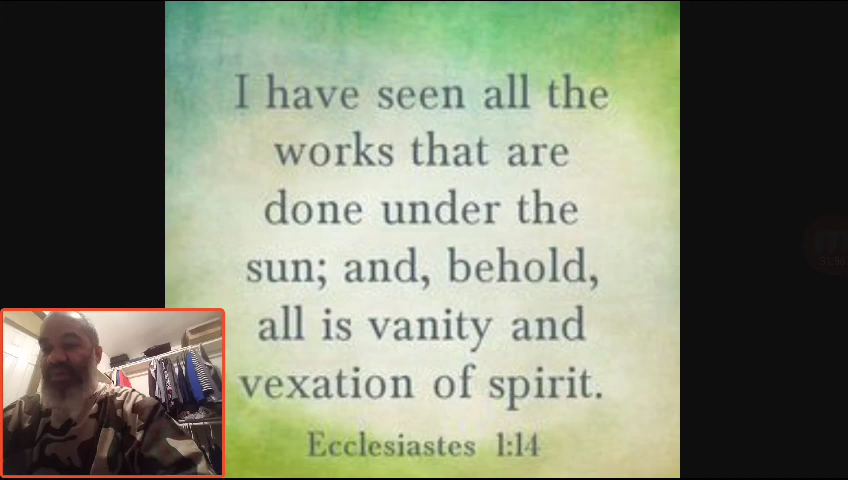 I have seen all the
works that are
done under the
sun; and, behold,
all is vanity and
vexation of spirit.
Ecclesiastes 1:14